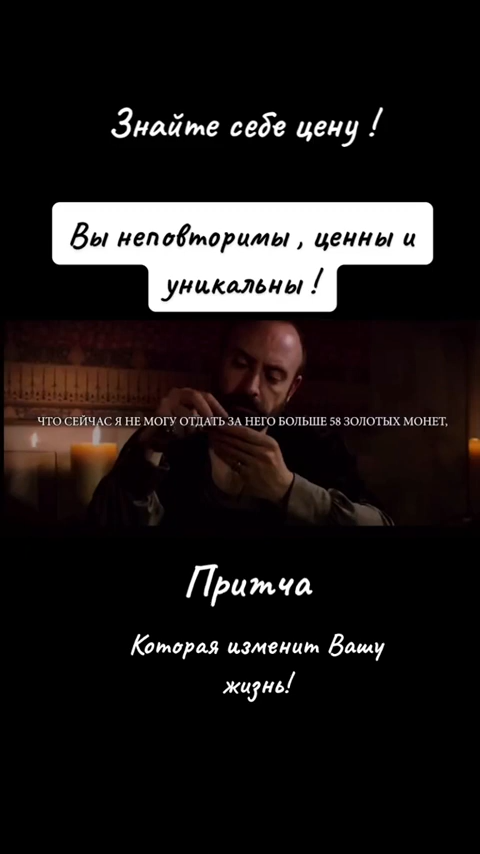 Знайте себе цену !
Вы неповторимы , ценны и
уникальны !
ЧТО СЕЙЧАС Я НЕ МОГУ ОТДАТЬ ЗА НЕГО БОЛЬШЕ 58 ЗОЛОТЫХ МОНЕТ,
Притча
Которая изменит Вашу
жизнь!